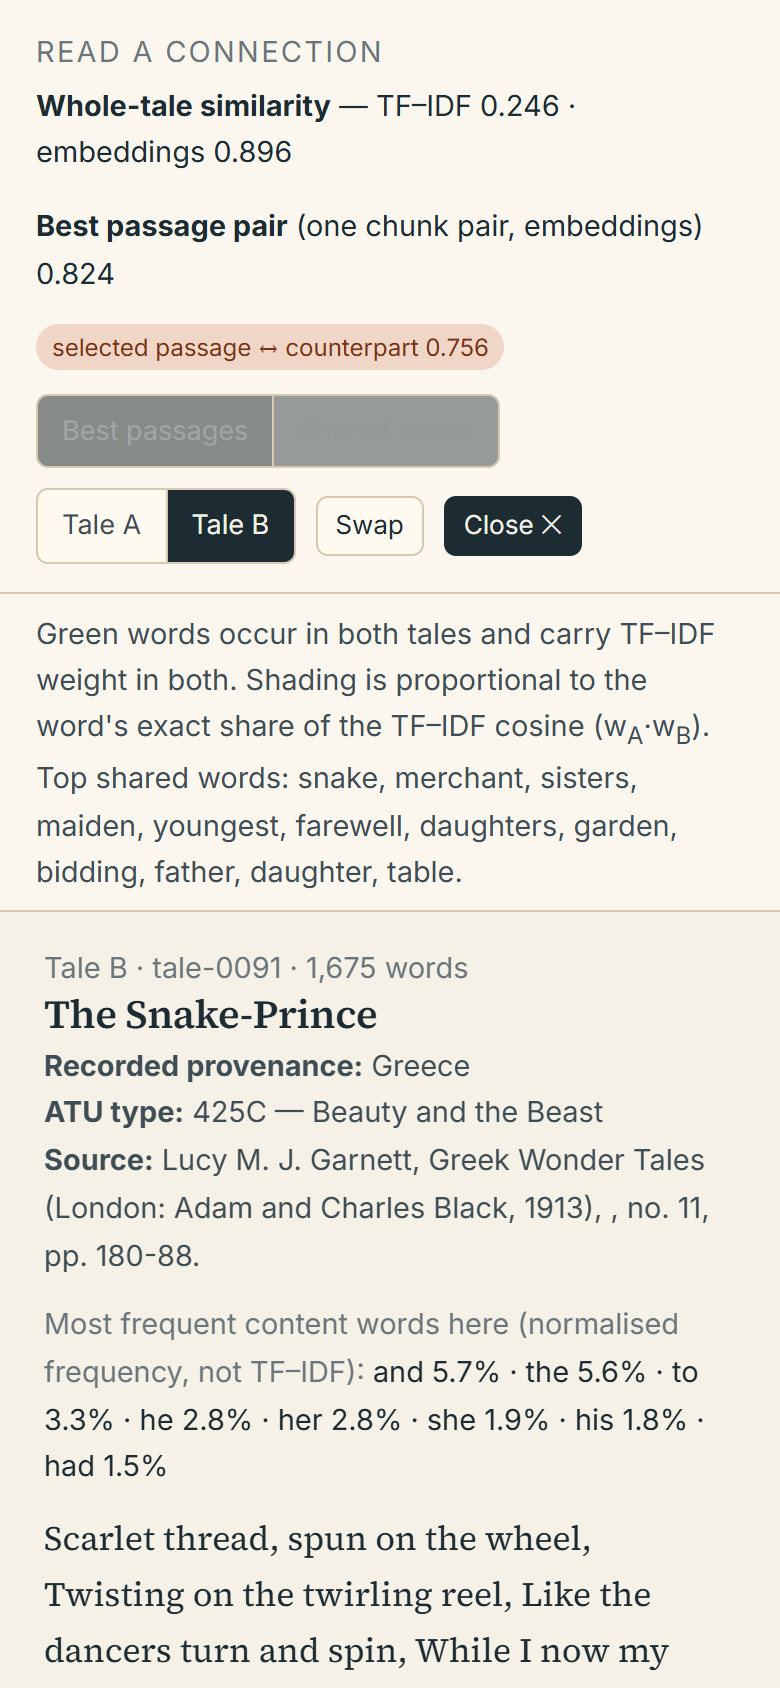 READ A CONNECTION
Whole-tale similarity — TF–IDF 0.246 ·
embeddings 0.896
Best passage pair (one chunk pair, embeddings)
0.824
selected passage ↔ counterpart 0.756
Best passages Shared words
Tale A Tale B Swap Close ✕
Green words occur in both tales and carry TF–IDF
weight in both. Shading is proportional to the
word's exact share of the TF–IDF cosine (wA·wB).
Top shared words: snake, merchant, sisters,
maiden, youngest, farewell, daughters, garden,
bidding, father, daughter, table.
Tale B · tale-0091 · 1,675 words
The Snake-Prince
Recorded provenance: Greece
ATU type: 425C — Beauty and the Beast
Source: Lucy M. J. Garnett, Greek Wonder Tales
(London: Adam and Charles Black, 1913), , no. 11,
pp. 180-88.
Most frequent content words here (normalised
frequency, not TF–IDF): and 5.7% · the 5.6% · to
3.3% · he 2.8% · her 2.8% · she 1.9% · his 1.8% ·
had 1.5%
Scarlet thread, spun on the wheel,
Twisting on the twirling reel, Like the
dancers turn and spin, While I now my